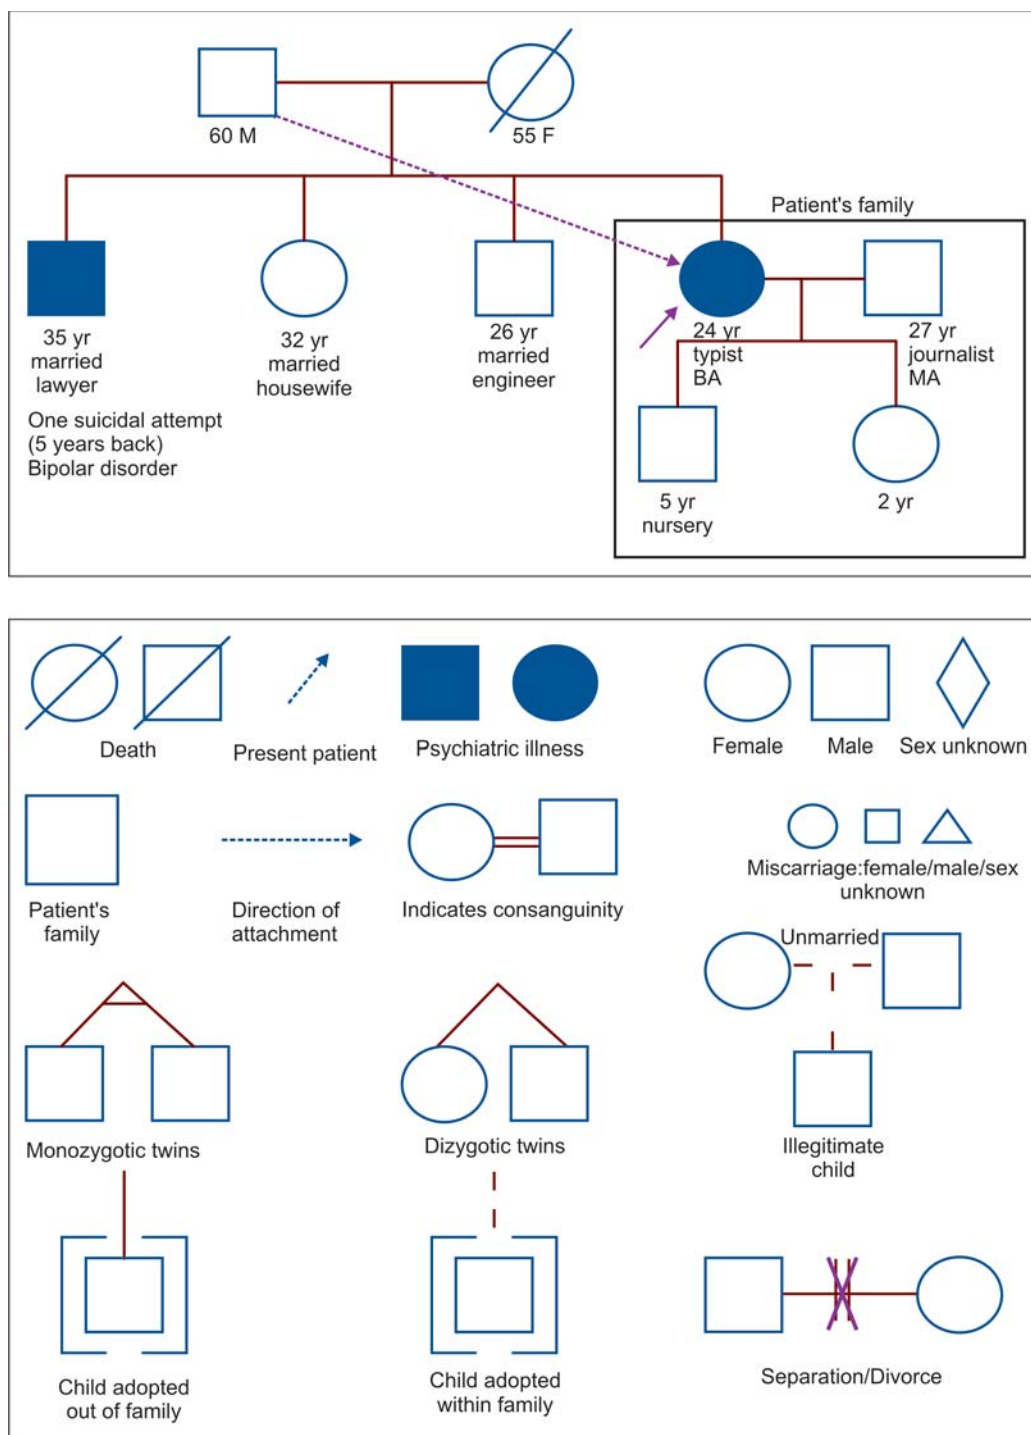 60 M
55 F
Patient's family
35 yr
married
lawyer
One suicidal attempt
(5 years back)
Bipolar disorder
32 yr
married
housewife
26 yr
married
engineer
24 yr
typist
BA
27 yr
journalist
MA
5 yr
nursery
2 yr
Death
Present patient
Psychiatric illness
Female
Male
Sex unknown
Patient's
family
Direction of
attachment
Indicates consanguinity
Miscarriage:female/male/sex
unknown
Unmarried
Monozygotic twins
Dizygotic twins
Illegitimate
child
Child adopted
out of family
Child adopted
within family
Separation/Divorce